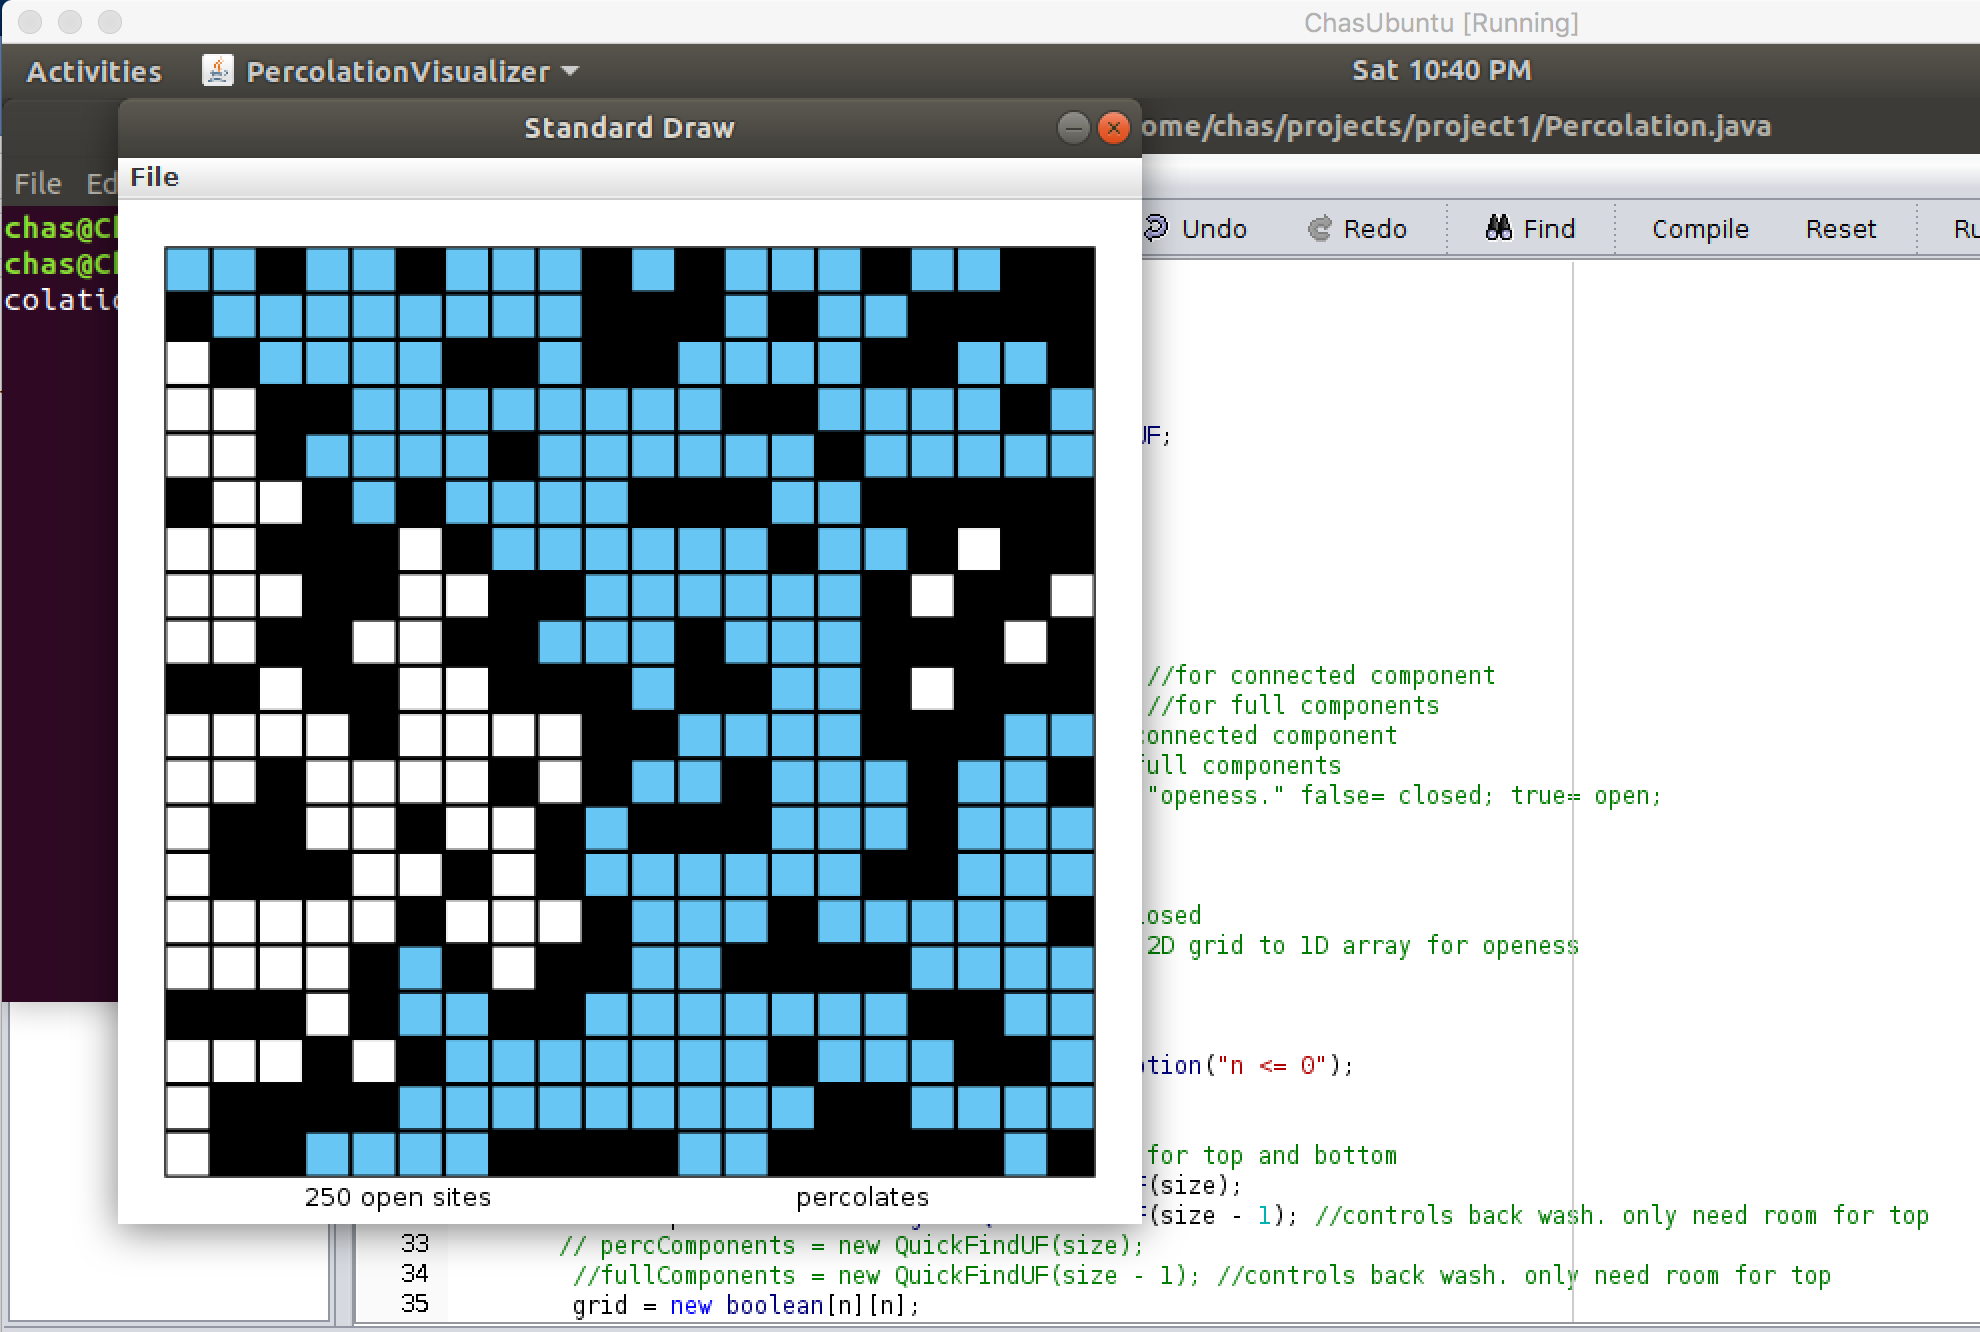 ChasUbuntu [Running]
Activities PercolationVisualizer Sat 10:40 PM
Standard Draw
ome/chas/projects/project1/Percolation.java
File
File Ed
chas@C
chas@C
colatio
Undo Redo Find Compile Reset Ru
UF;
//for connected component
//for full components
connected component
full components
"openess." false= closed; true= open;
losed
2D grid to 1D array for openess
tion("n <= 0");
for top and bottom
(size);
(size - 1); //controls back wash. only need room for top
250 open sites percolates
33 // percComponents = new QuickFindUF(size);
34 //fullComponents = new QuickFindUF(size - 1); //controls back wash. only need room for top
35 grid = new boolean[n][n];